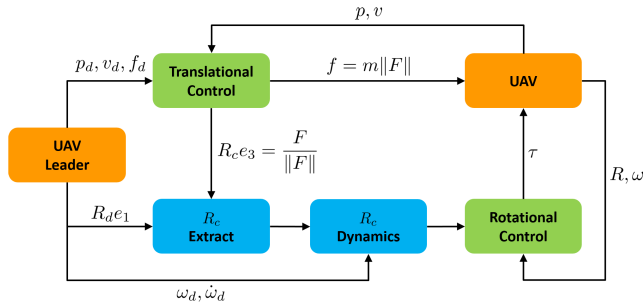 p, v
p_d, v_d, f_d
Translational
Control
f = m‖F‖
UAV
UAV
Leader
R_c e_3 = F / ‖F‖
τ
R, ω
R_d e_1
R_c
Extract
R_c
Dynamics
Rotational
Control
ω_d, ω̇_d